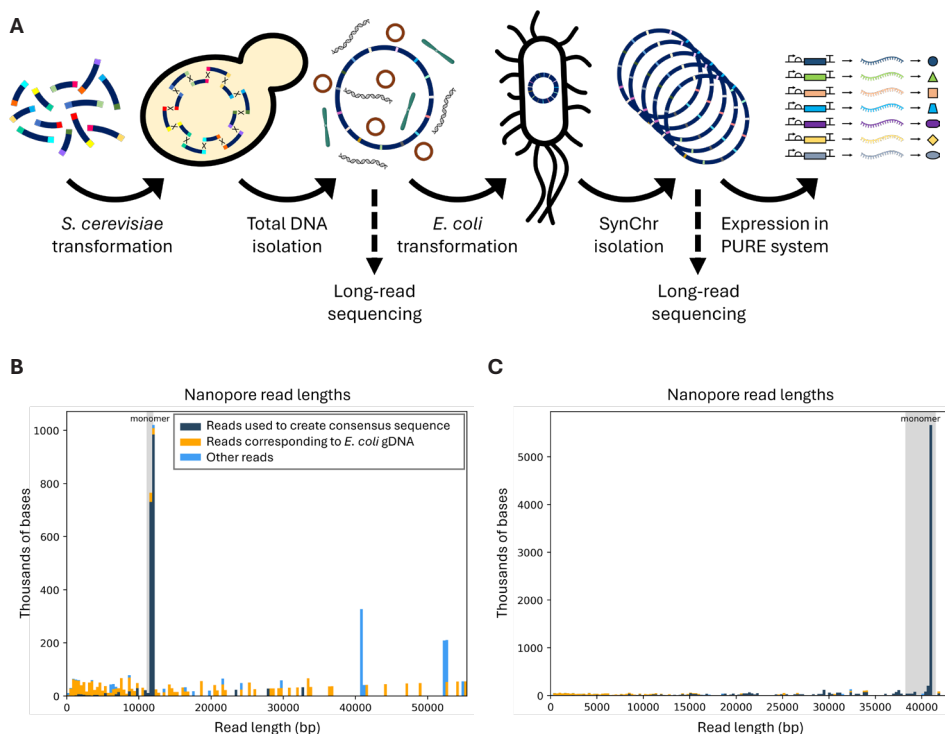 A
S. cerevisiae
transformation
Total DNA
isolation
E. coli
transformation
SynChr
isolation
Expression in
PURE system
Long-read
sequencing
Long-read
sequencing
B
Nanopore read lengths
monomer
Reads used to create consensus sequence
Reads corresponding to E. coli gDNA
Other reads
Thousands of bases
1000
800
600
400
200
0
0
10000
20000
30000
40000
50000
Read length (bp)
C
Nanopore read lengths
monomer
Thousands of bases
5000
4000
3000
2000
1000
0
0
5000
10000
15000
20000
25000
30000
35000
40000
Read length (bp)